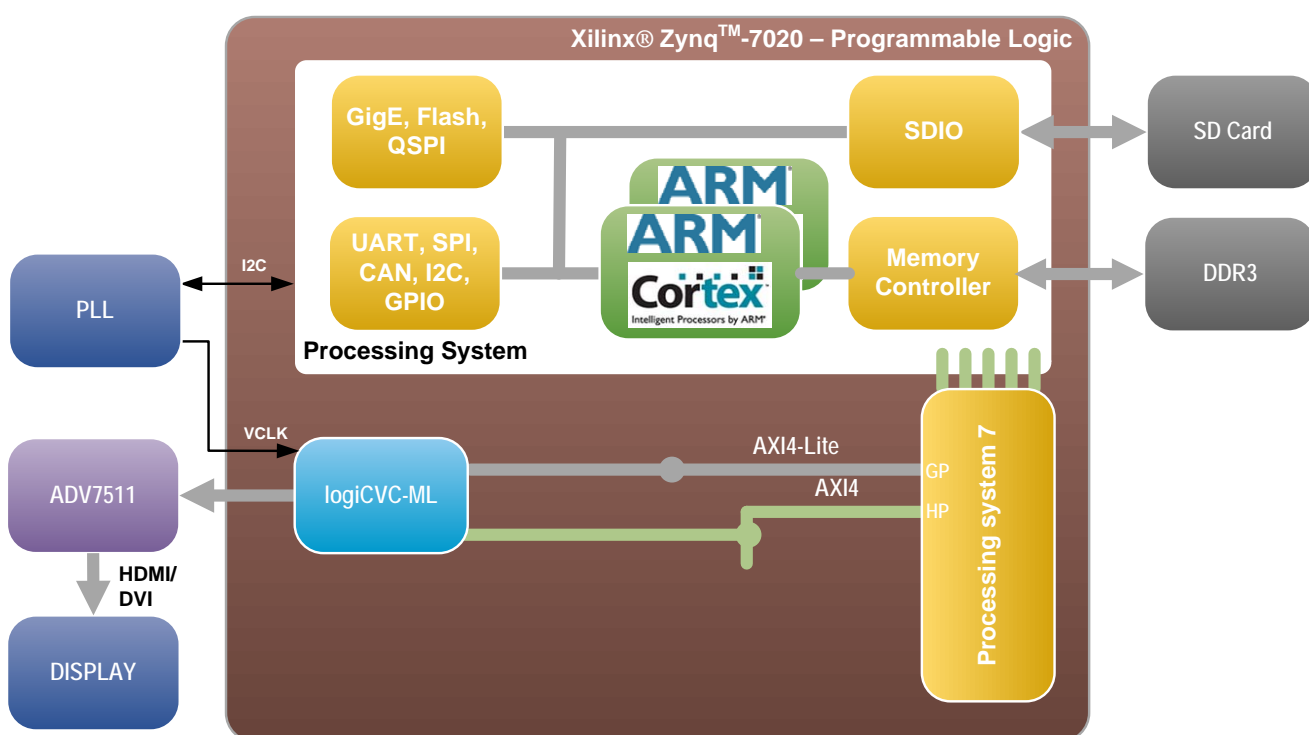 Xilinx® Zynq™-7020 – Programmable Logic
GigE, Flash,
QSPI
SDIO
SD Card
ARM®
ARM®
Cortex™
Intelligent Processors by ARM®
UART, SPI,
CAN, I2C,
GPIO
Memory
Controller
DDR3
I2C
PLL
Processing System
VCLK
ADV7511
logiCVC-ML
AXI4-Lite
AXI4
GP
HP
Processing system 7
HDMI/
DVI
DISPLAY